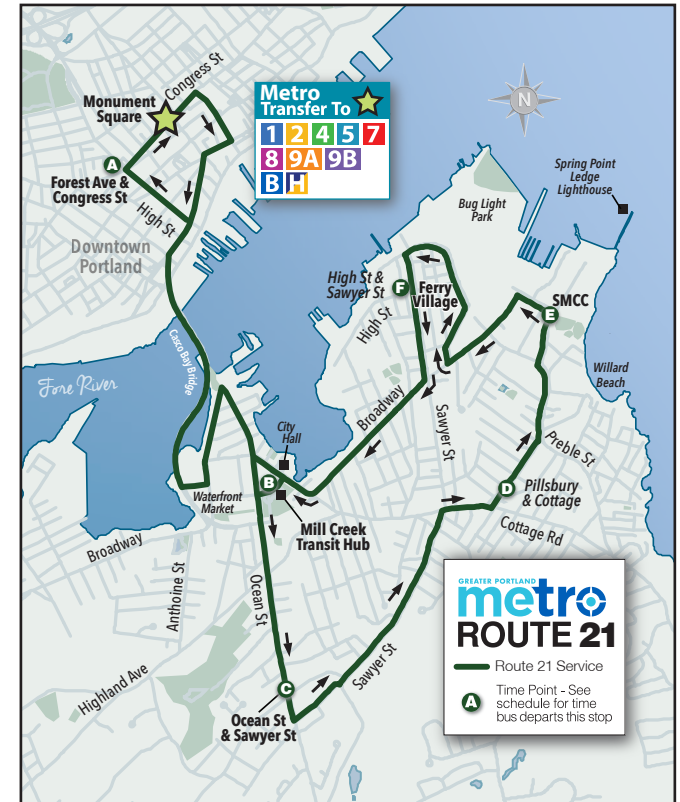 Congress St
Monument
Square
Metro
Transfer To
1 2 4 5 7
8 9A 9B
B H
N
A
Forest Ave &
Congress St
High St
Downtown
Portland
Spring Point
Ledge
Lighthouse
Bug Light
Park
High St &
Sawyer St
F
Ferry
Village
SMCC
E
High St
Casco Bay Bridge
Fore River
Willard
Beach
Broadway
Sawyer St
City
Hall
Preble St
B
D
Pillsbury
& Cottage
Waterfront
Market
Mill Creek
Transit Hub
Cottage Rd
Broadway
Anthoine St
Ocean St
Sawyer St
Highland Ave
C
Ocean St
& Sawyer St
GREATER PORTLAND
metro
ROUTE 21
Route 21 Service
A
Time Point - See
schedule for time
bus departs this stop